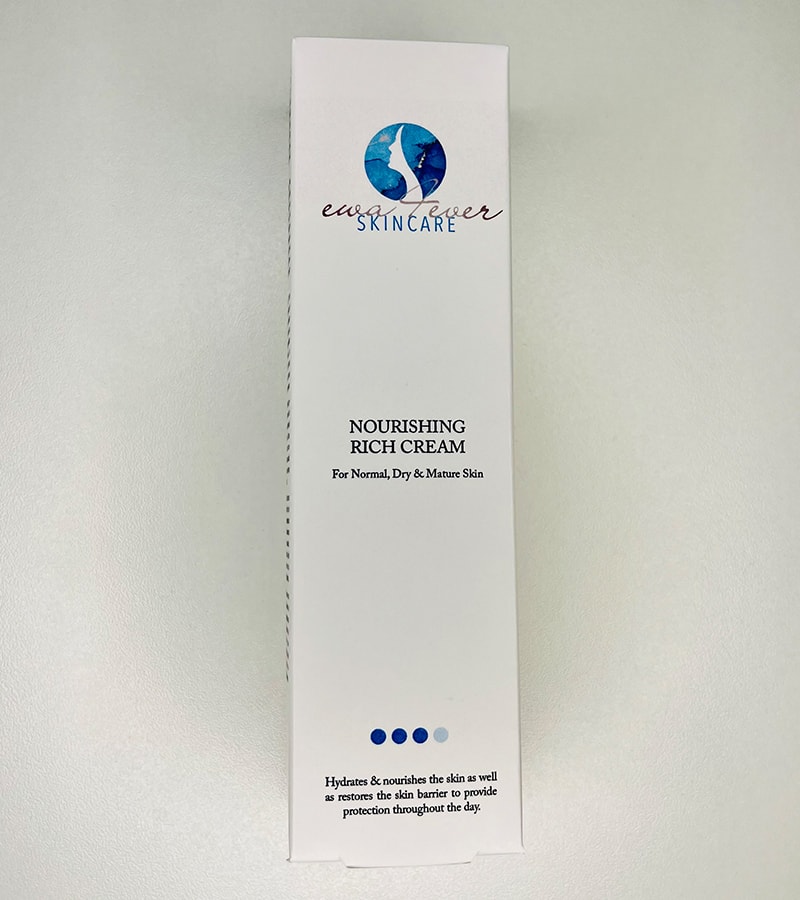 ewa fever
SKINCARE
NOURISHING
RICH CREAM
For Normal, Dry & Mature Skin
Hydrates & nourishes the skin as well
as restores the skin barrier to provide
protection throughout the day.